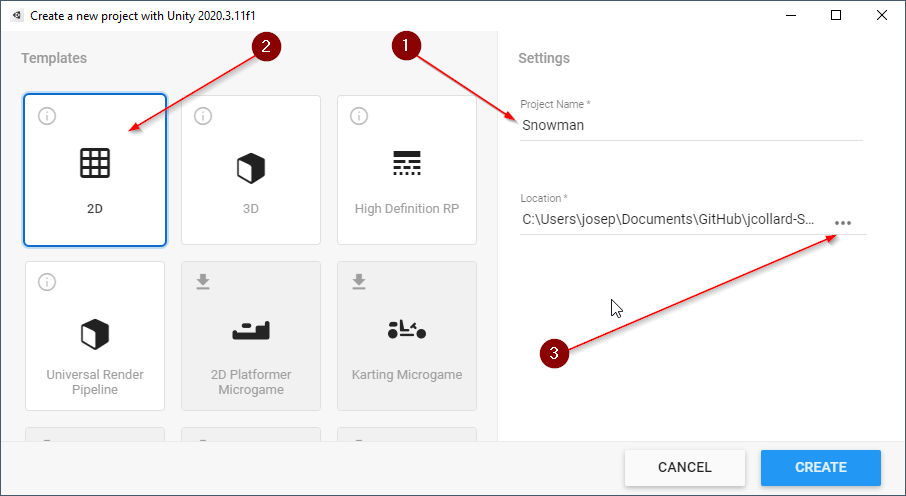 Create a new project with Unity 2020.3.11f1
Templates
2
1
Settings
2D
3D
High Definition RP
Project Name *
Snowman
Location *
C:\Users\josep\Documents\GitHub\jcollard-S...
3
Universal Render
Pipeline
2D Platformer
Microgame
Karting Microgame
CANCEL
CREATE